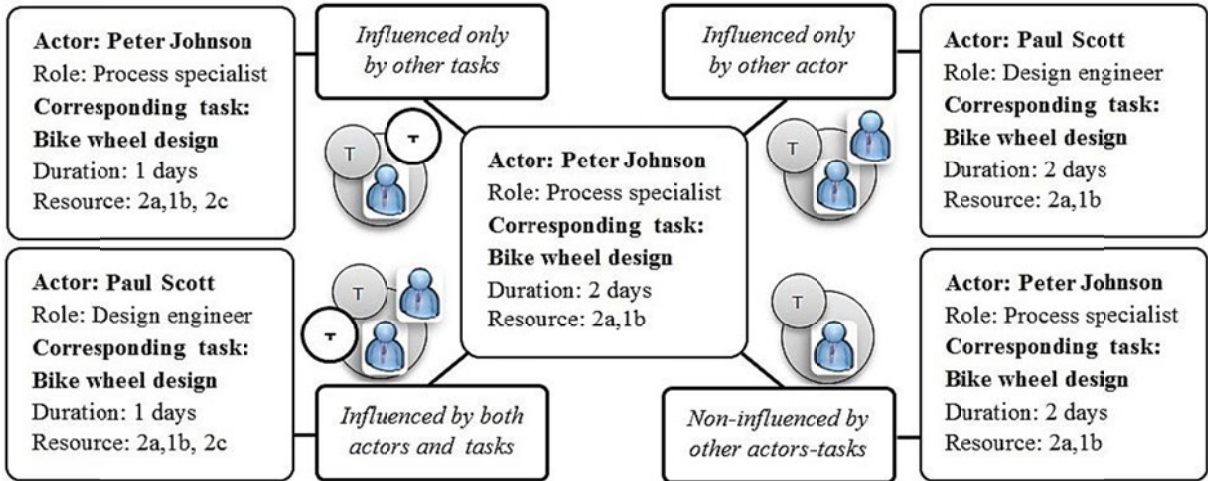 Actor: Peter Johnson
Role: Process specialist
Corresponding task:
Bike wheel design
Duration: 1 days
Resource: 2a,1b, 2c
Influenced only
by other tasks
T
T
Influenced only
by other actor
T
Actor: Paul Scott
Role: Design engineer
Corresponding task:
Bike wheel design
Duration: 2 days
Resource: 2a,1b
Actor: Peter Johnson
Role: Process specialist
Corresponding task:
Bike wheel design
Duration: 2 days
Resource: 2a,1b
Actor: Paul Scott
Role: Design engineer
Corresponding task:
Bike wheel design
Duration: 1 days
Resource: 2a,1b, 2c
T
T
Influenced by both
actors and tasks
T
Non-influenced by
other actors-tasks
Actor: Peter Johnson
Role: Process specialist
Corresponding task:
Bike wheel design
Duration: 2 days
Resource: 2a,1b